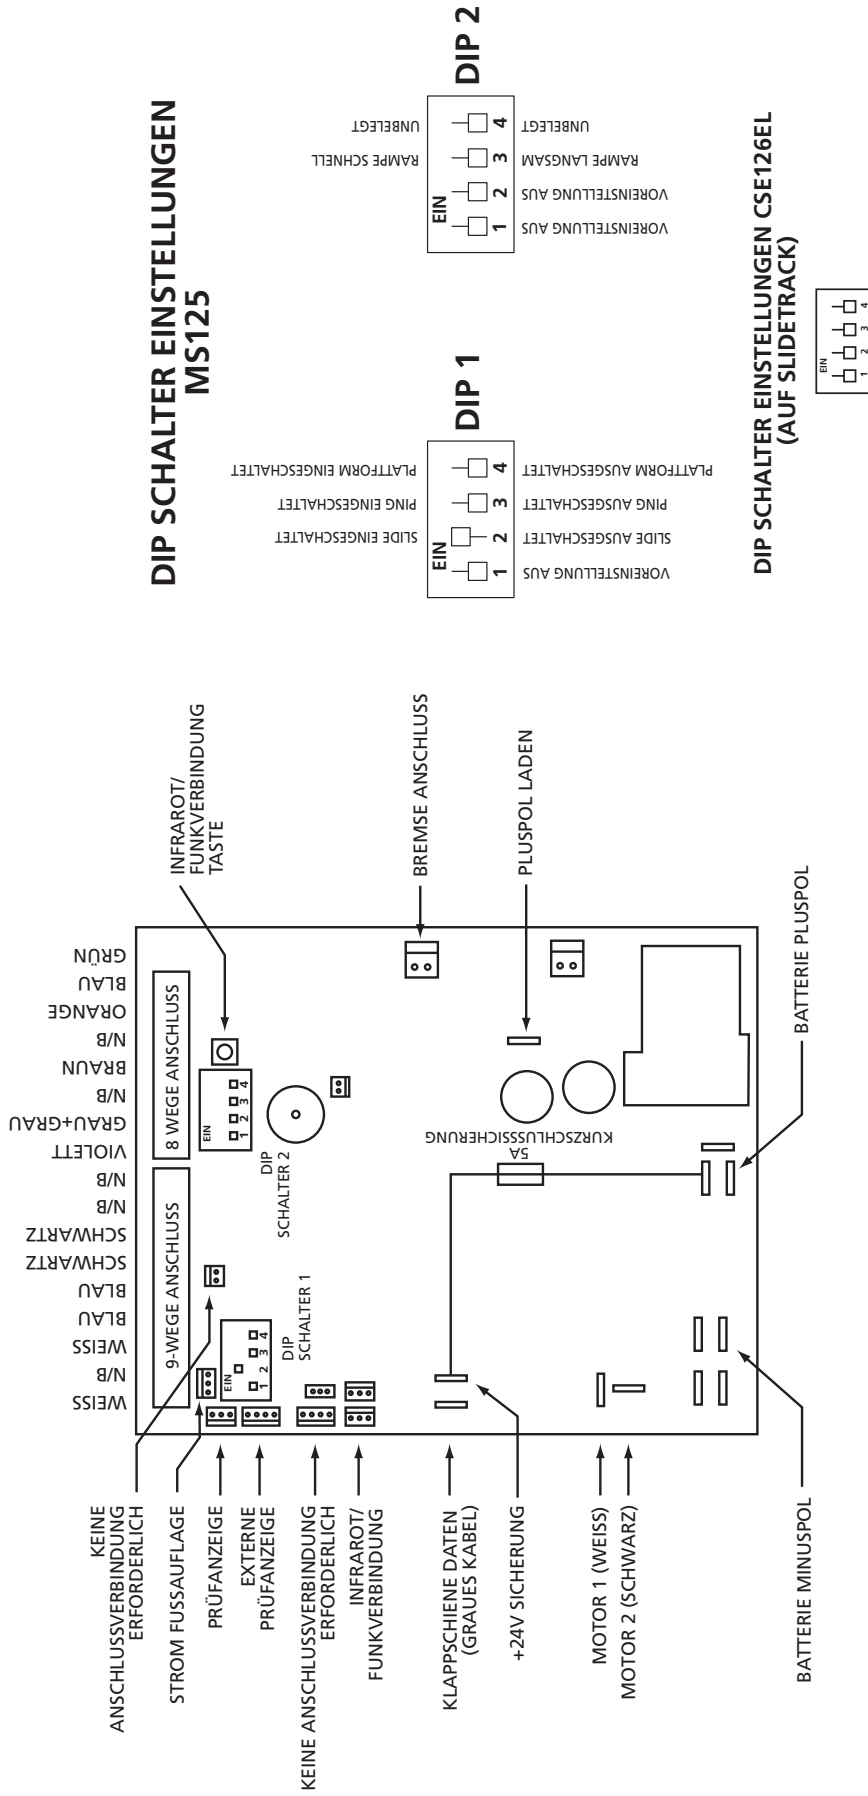 DIP SCHALTER EINSTELLUNGEN
MS125
SLIDE EINGESCHALTET
PING EINGESCHALTET
PLATTFORM EINGESCHALTET
EIN
1 2 3 4
DIP 1
VOREINSTELLUNG AUS
SLIDE AUSGESCHALTET
PING AUSGESCHALTET
PLATTFORM AUSGESCHALTET
RAMPE SCHNELL
UNBELEGT
EIN
1 2 3 4
DIP 2
VOREINSTELLUNG AUS
VOREINSTELLUNG AUS
RAMPE LANGSAM
UNBELEGT
DIP SCHALTER EINSTELLUNGEN CSE126EL
(AUF SLIDETRACK)
EIN
1 2 3 4
WEISS
N/B
WEISS
BLAU
BLAU
SCHWARTZ
SCHWARTZ
N/B
N/B
VIOLETT
GRAU+GRAU
N/B
BRAUN
N/B
ORANGE
BLAU
GRÜN
9-WEGE ANSCHLUSS
8 WEGE ANSCHLUSS
INFRAROT/
FUNKVERBINDUNG
TASTE
EIN
1 2 3 4
DIP
SCHALTER 1
EIN
1 2 3 4
DIP
SCHALTER 2
BREMSE ANSCHLUSS
PLUSPOL LADEN
5A
KURZSCHLUSSSICHERUNG
BATTERIE PLUSPOL
KEINE
ANSCHLUSSVERBINDUNG
ERFORDERLICH
STROM FUSSAUFLAGE
PRÜFANZEIGE
EXTERNE
PRÜFANZEIGE
KEINE ANSCHLUSSVERBINDUNG
ERFORDERLICH
INFRAROT/
FUNKVERBINDUNG
KLAPPSCHIENE DATEN
(GRAUES KABEL)
+24V SICHERUNG
MOTOR 1 (WEISS)
MOTOR 2 (SCHWARZ)
BATTERIE MINUSPOL